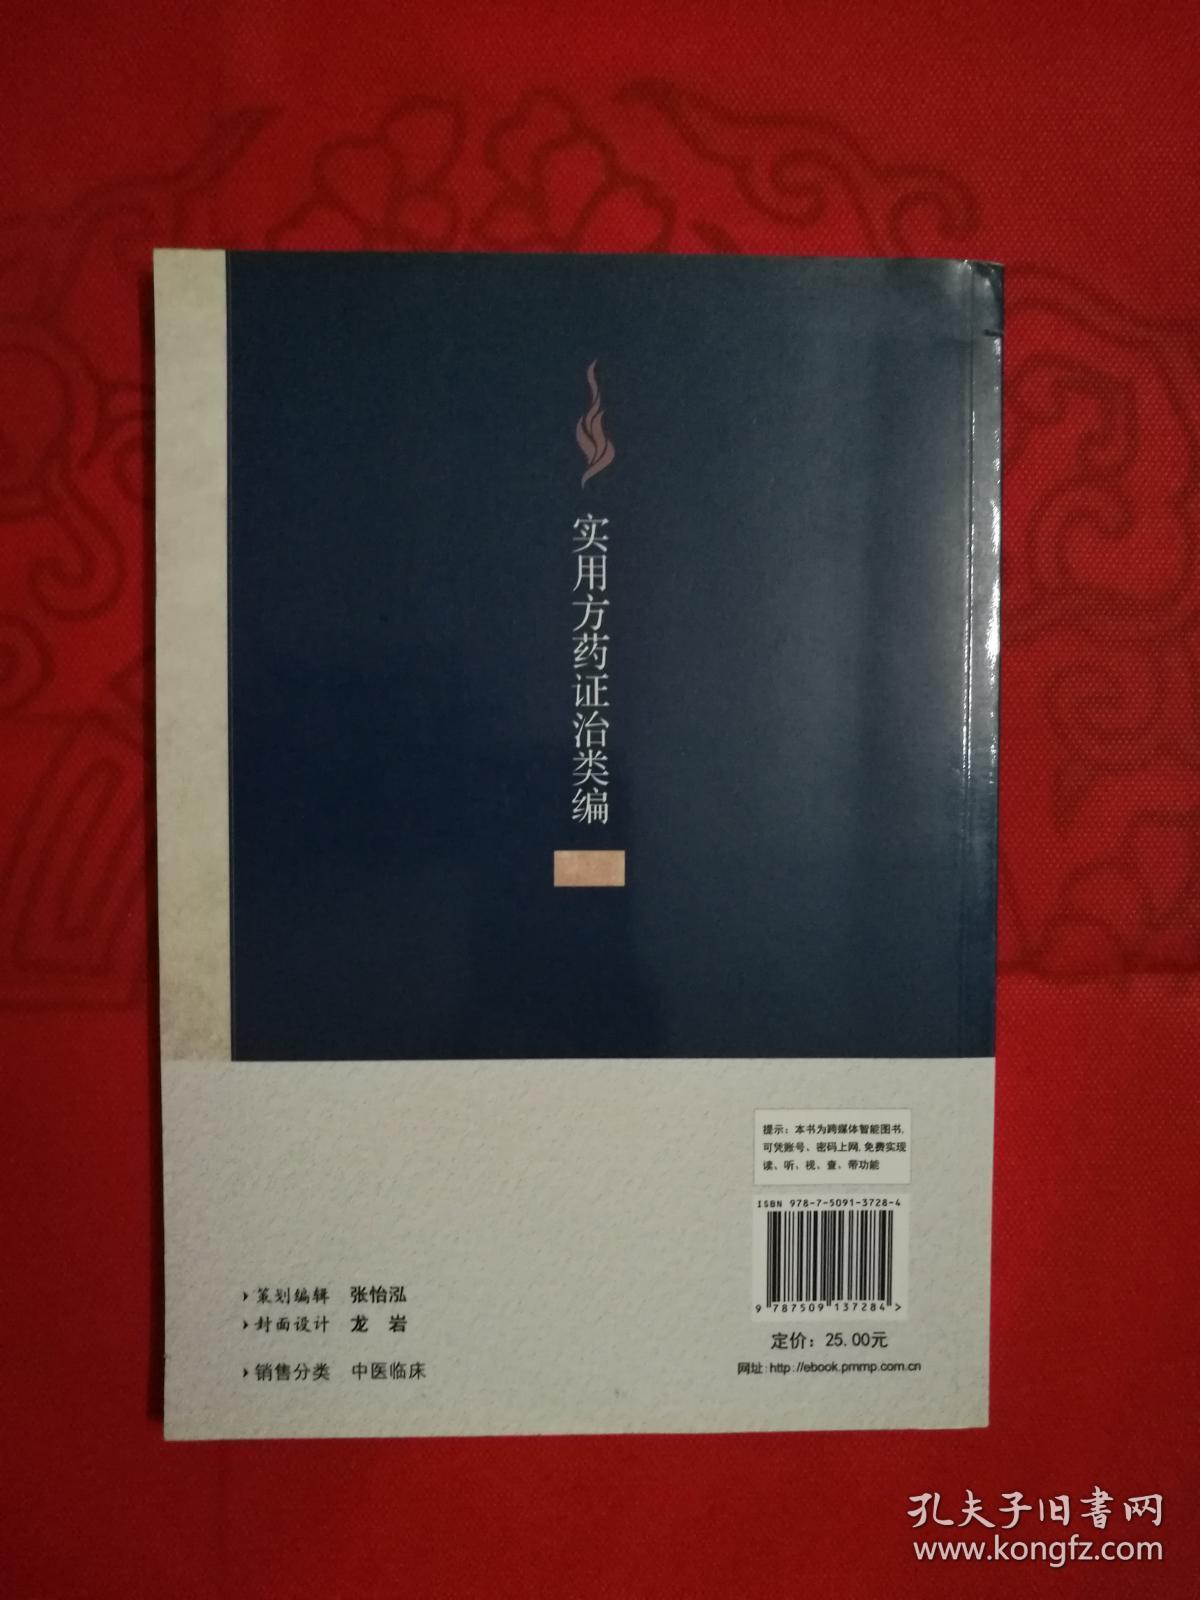 实用方药证治类编
提示：本书为跨媒体智能图书，
可凭账号、密码上网，免费实现
读、听、视、查、带功能
ISBN 978-7-5091-3728-4
9 787509 137284 >
定价：25.00元
网址：http://ebook.pmmp.com.cn
策划编辑 张怡泓
封面设计 龙 岩
销售分类 中医临床
孔夫子旧书网
www.kongfz.com